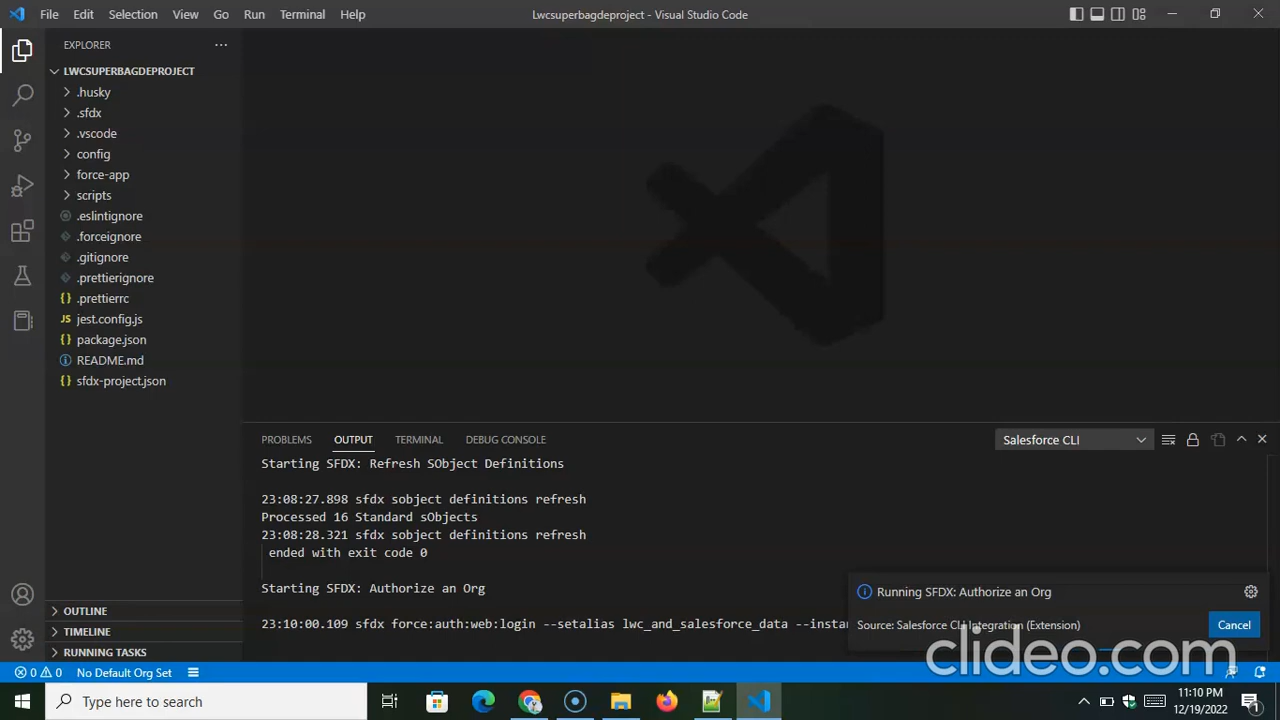 File Edit Selection View Go Run Terminal Help
Lwcsuperbagdeproject - Visual Studio Code
EXPLORER
LWCSUPERBAGDEPROJECT
.husky
.sfdx
.vscode
config
force-app
scripts
.eslintignore
.forceignore
.gitignore
.prettierignore
.prettierrc
JS jest.config.js
package.json
README.md
sfdx-project.json
OUTLINE
TIMELINE
RUNNING TASKS
PROBLEMS OUTPUT TERMINAL DEBUG CONSOLE
Salesforce CLI
Starting SFDX: Refresh SObject Definitions
23:08:27.898 sfdx sobject definitions refresh
Processed 16 Standard sObjects
23:08:28.321 sfdx sobject definitions refresh
ended with exit code 0
Starting SFDX: Authorize an Org
23:10:00.109 sfdx force:auth:web:login --setalias lwc_and_salesforce_data --instan
Running SFDX: Authorize an Org
Source: Salesforce CLI Integration (Extension)
Cancel
clideo.com
0 0 No Default Org Set
Type here to search
11:10 PM
12/19/2022
1